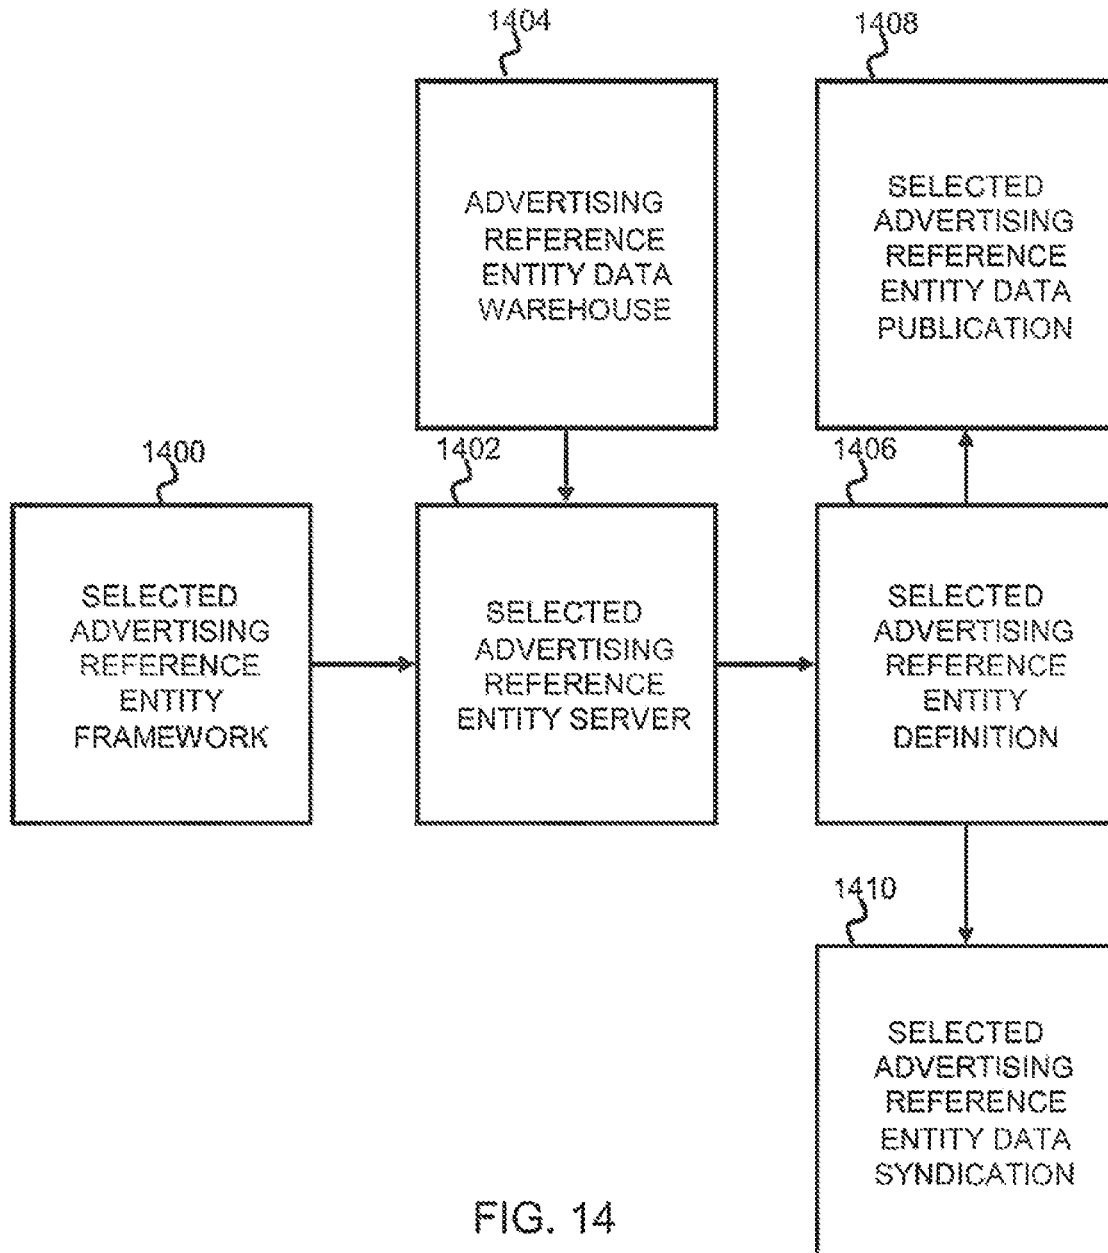 1404
ADVERTISING
REFERENCE
ENTITY DATA
WAREHOUSE
1408
SELECTED
ADVERTISING
REFERENCE
ENTITY DATA
PUBLICATION
1400
SELECTED
ADVERTISING
REFERENCE
ENTITY
FRAMEWORK
1402
SELECTED
ADVERTISING
REFERENCE
ENTITY SERVER
1406
SELECTED
ADVERTISING
REFERENCE
ENTITY
DEFINITION
1410
SELECTED
ADVERTISING
REFERENCE
ENTITY DATA
SYNDICATION
FIG. 14